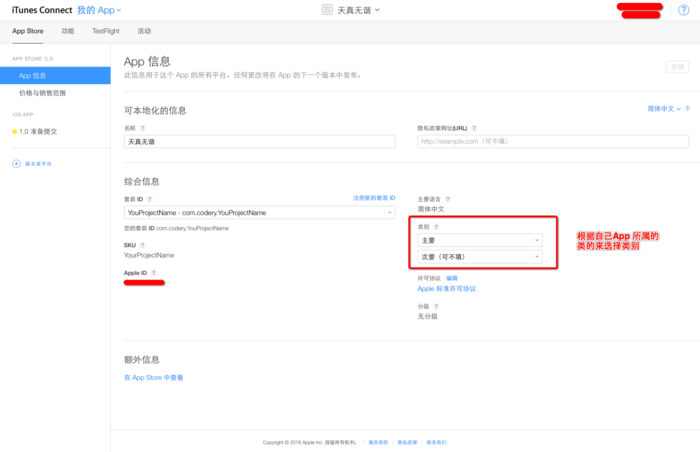 iTunes Connect 我的 App
天真无谐
?
App Store 功能 TestFlight 活动
APP STORE 信息
App 信息
价格与销售范围
iOS APP
1.0 准备提交
版本或平台
App 信息
此信息用于这个 App 的所有平台。任何更改将在 App 的下一个版本中发布。
存储
可本地化的信息
简体中文 ?
名称 ?
天真无谐
隐私政策网址(URL) ?
http://example.com（可不填）
综合信息
套装 ID ?
注册新的套装 ID
YouProjectName - com.codery.YouProjectName
您的套装 ID com.codery.YouProjectName
SKU ?
YourProjectName
Apple ID ?
主要语言 ?
简体中文
类别 ?
主要
次要（可不填）
根据自己App 所属的
类的来选择类别
许可协议 编辑
Apple 标准许可协议
分级 ?
无分级
额外信息
在 App Store 中查看
Copyright © 2016 Apple Inc. 保留所有权利。 | 服务条款 | 隐私政策 | 联系我们